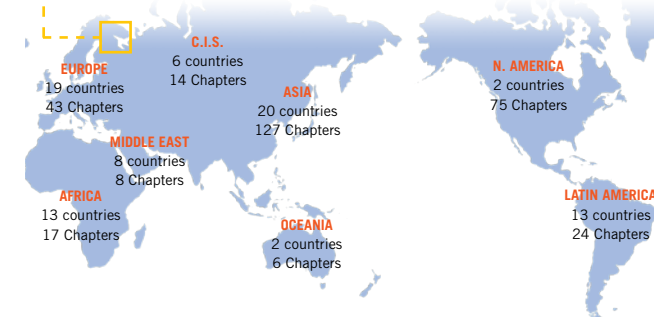 C.I.S.
6 countries
14 Chapters
EUROPE
19 countries
43 Chapters
ASIA
20 countries
127 Chapters
N. AMERICA
2 countries
75 Chapters
MIDDLE EAST
8 countries
8 Chapters
AFRICA
13 countries
17 Chapters
OCEANIA
2 countries
6 Chapters
LATIN AMERICA
13 countries
24 Chapters